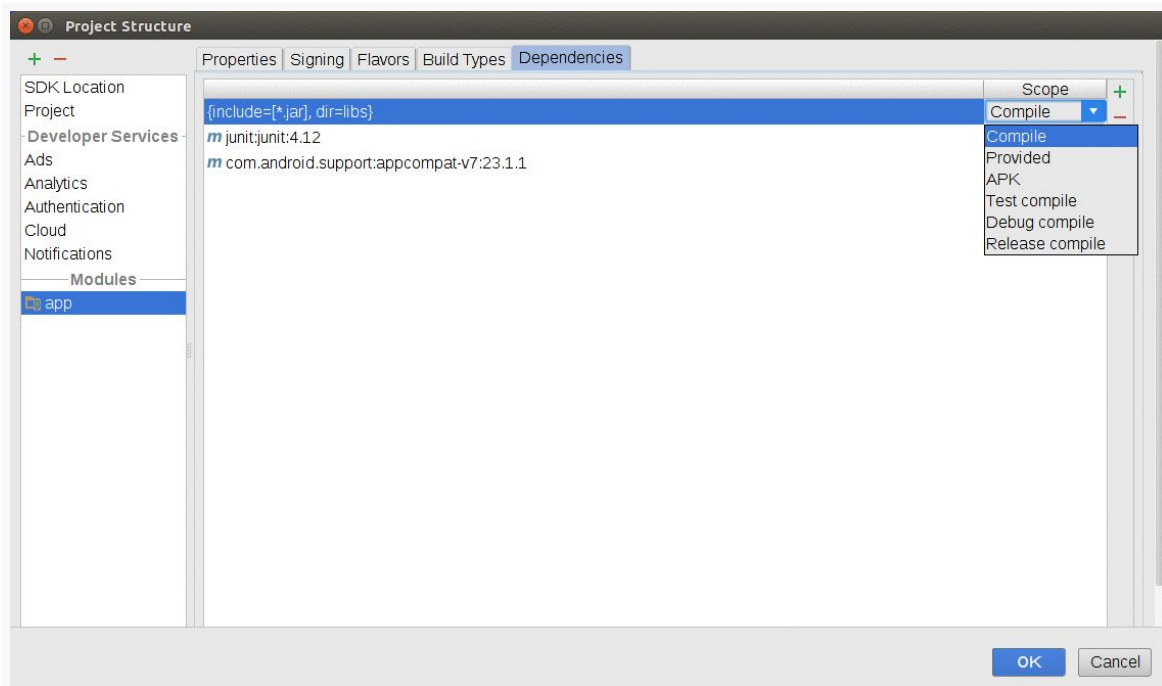 Project Structure
+ −
Properties Signing Flavors Build Types Dependencies
SDK Location
Project
Developer Services
Ads
Analytics
Authentication
Cloud
Notifications
Modules
app
Scope
{include=[*.jar], dir=libs}
Compile
m junit:junit:4.12
m com.android.support:appcompat-v7:23.1.1
Compile
Provided
APK
Test compile
Debug compile
Release compile
OK Cancel